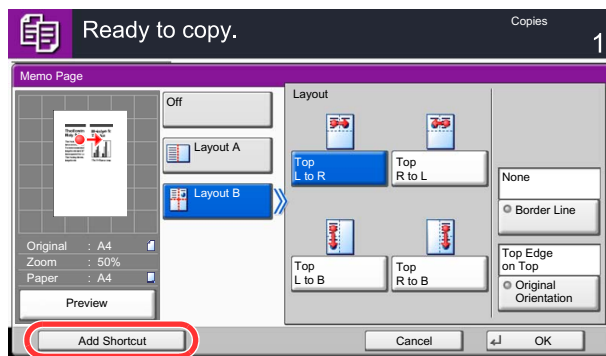 Ready to copy.
Copies
1
Memo Page
Off
Layout A
Layout B
Layout
Top
L to R
Top
R to L
Top
L to B
Top
R to B
None
Border Line
Top Edge
on Top
Original
Orientation
Original : A4
Zoom : 50%
Paper : A4
Preview
Add Shortcut
Cancel
OK